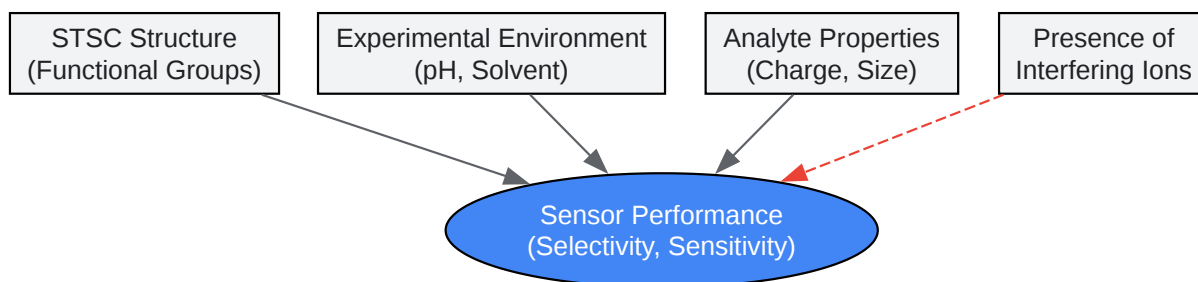 STSC Structure
(Functional Groups)
Experimental Environment
(pH, Solvent)
Analyte Properties
(Charge, Size)
Presence of
Interfering Ions
Sensor Performance
(Selectivity, Sensitivity)